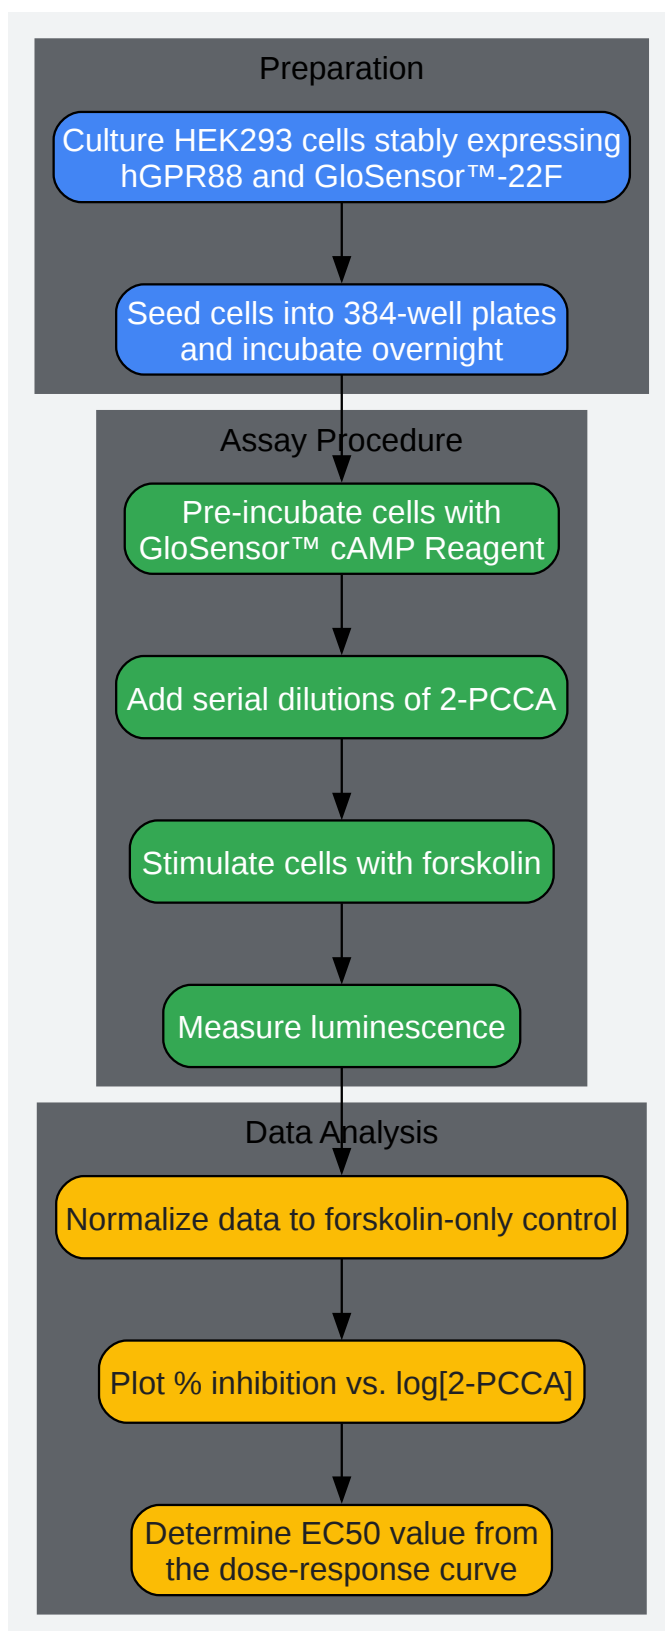 Preparation
Culture HEK293 cells stably expressing
hGPR88 and GloSensor™-22F
Seed cells into 384-well plates
and incubate overnight
Assay Procedure
Pre-incubate cells with
GloSensor™ cAMP Reagent
Add serial dilutions of 2-PCCA
Stimulate cells with forskolin
Measure luminescence
Data Analysis
Normalize data to forskolin-only control
Plot % inhibition vs. log[2-PCCA]
Determine EC50 value from
the dose-response curve